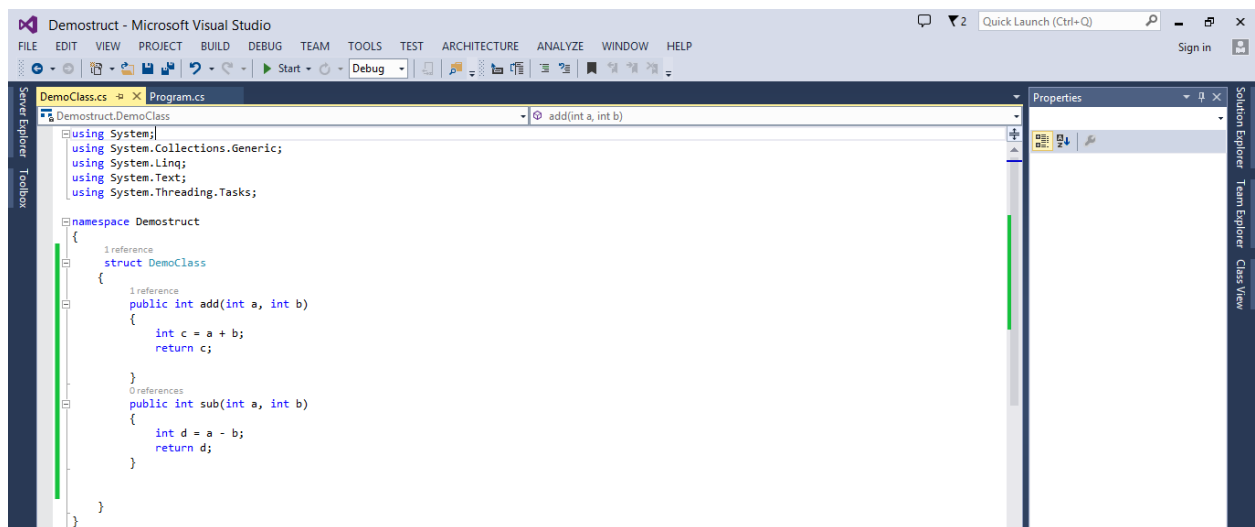 Demostruct - Microsoft Visual Studio
2
Quick Launch (Ctrl+Q)
FILE EDIT VIEW PROJECT BUILD DEBUG TEAM TOOLS TEST ARCHITECTURE ANALYZE WINDOW HELP
Sign in
Start
Debug
Server Explorer
Toolbox
DemoClass.cs
Program.cs
Demostruct.DemoClass
add(int a, int b)
using System;
using System.Collections.Generic;
using System.Linq;
using System.Text;
using System.Threading.Tasks;
namespace Demostruct
{
1 reference
struct DemoClass
{
1 reference
public int add(int a, int b)
{
int c = a + b;
return c;
}
0 references
public int sub(int a, int b)
{
int d = a - b;
return d;
}
}
}
Properties
Solution Explorer
Team Explorer
Class View